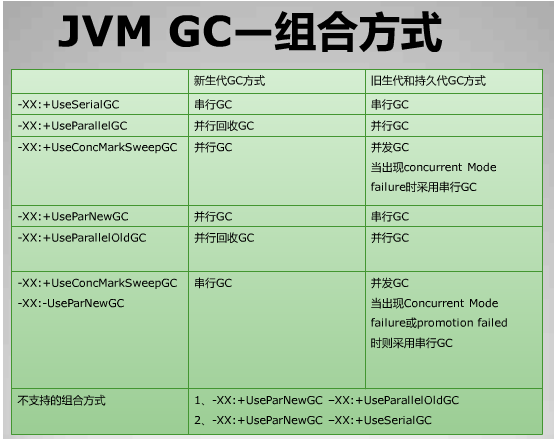 JVM GC—组合方式
新生代GC方式 旧生代和持久代GC方式
-XX:+UseSerialGC 串行GC 串行GC
-XX:+UseParallelGC 并行回收GC 并行GC
-XX:+UseConcMarkSweepGC 并行GC 并发GC
当出现concurrent Mode
failure时采用串行GC
-XX:+UseParNewGC 并行GC 串行GC
-XX:+UseParallelOldGC 并行回收GC 并行GC
-XX:+UseConcMarkSweepGC 串行GC 并发GC
-XX:-UseParNewGC 当出现Concurrent Mode
failure或promotion failed
时则采用串行GC
不支持的组合方式 1、-XX:+UseParNewGC –XX:+UseParallelOldGC
2、-XX:+UseParNewGC –XX:+UseSerialGC